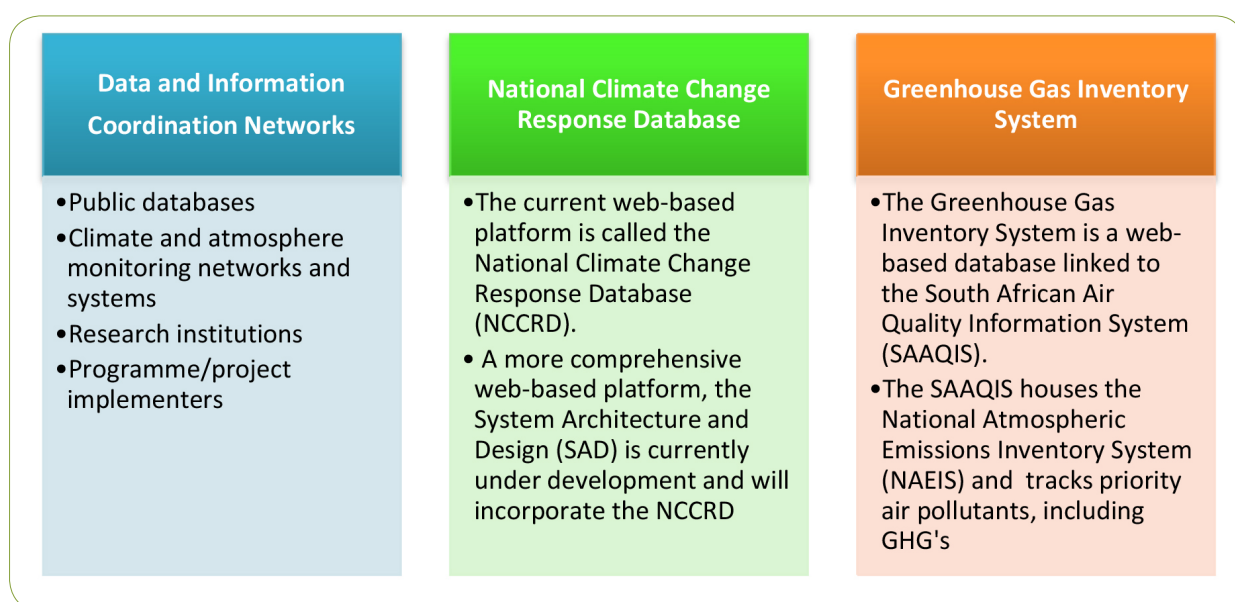 Data and Information
Coordination Networks
•Public databases
•Climate and atmosphere
monitoring networks and
systems
•Research institutions
•Programme/project
implementers
National Climate Change
Response Database
•The current web-based
platform is called the
National Climate Change
Response Database
(NCCRD).
• A more comprehensive
web-based platform, the
System Architecture and
Design (SAD) is currently
under development and will
incorporate the NCCRD
Greenhouse Gas Inventory
System
•The Greenhouse Gas
Inventory System is a web-
based database linked to
the South African Air
Quality Information System
(SAAQIS).
•The SAAQIS houses the
National Atmospheric
Emissions Inventory System
(NAEIS) and  tracks priority
air pollutants, including
GHG's